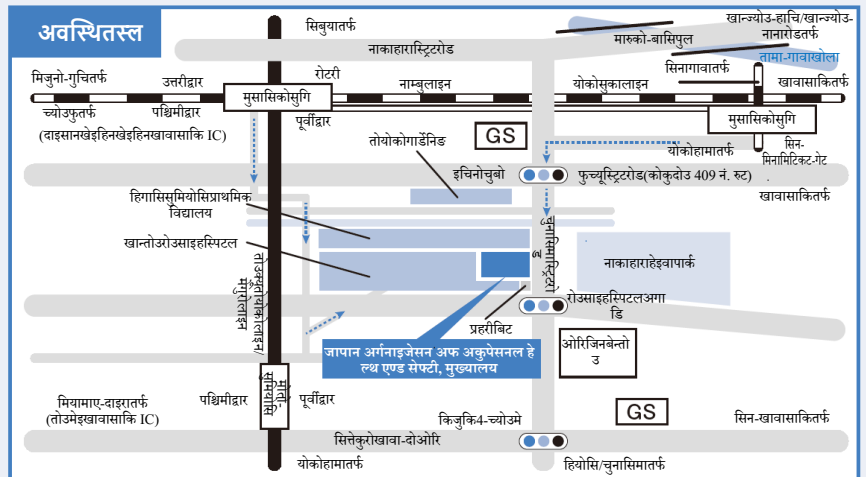 अवस्थितस्ल
सिबुयातर्फ
नाकाहारास्ट्रिटरोड
मारुको-बासिपुल
खान्ज्योउ-हाचि/खान्ज्योउ-
नानारोडतर्फ
तामा-गावाखोला
सिनागावातर्फ
मिजुनो-गुचितर्फ
उत्तरीद्वार
रोटरी
नाम्बुलाइन
योकोसुकालाइन
खावासाकितर्फ
मुसासिकोसुगि
मुसासिकोसुगि
च्योउफुतर्फ
पश्चिमीद्वार
पूर्वीद्वार
(दाइसानखेइहिनखेइहिनखावासाकि IC)
तोयोकोगार्डेनिङ
GS
योकोहामातर्फ
सिन-
मिनामिटिकट-गेट
इचिनोचुबो
फुच्यूस्ट्रिटरोड(कोकुदोउ 409 नं. रुट)
खावासाकितर्फ
हिगासिसुमियोसिप्राथमिक
विद्यालय
खान्तोउरोउसाइहस्पिटल
नाकाहाराहेइवापार्क
रोउसाइहस्पिटलअगा
डि
प्रहरीबिट
जापान अर्गनाइजेसन अफ अकुपेसनल हे
ल्थ एण्ड सेफ्टी, मुख्यालय
ओरिजिनबेन्तो
उ
मियामाए-दाइरातर्फ
(तोउमेइखावासाकि IC)
पश्चिमीद्वार
पूर्वीद्वार
किजुकि4-च्योउमे
GS
सिन-खावासाकितर्फ
सित्तेकुरोखावा-दोओरि
योकोहामातर्फ
हियोसि/चुनासिमातर्फ